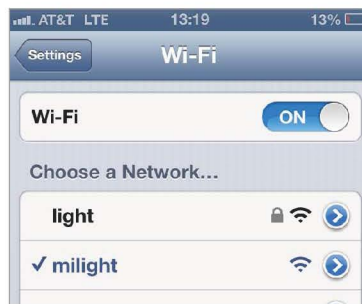 AT&T LTE 13:19 13%
Settings Wi-Fi
Wi-Fi ON
Choose a Network...
light
✓ milight